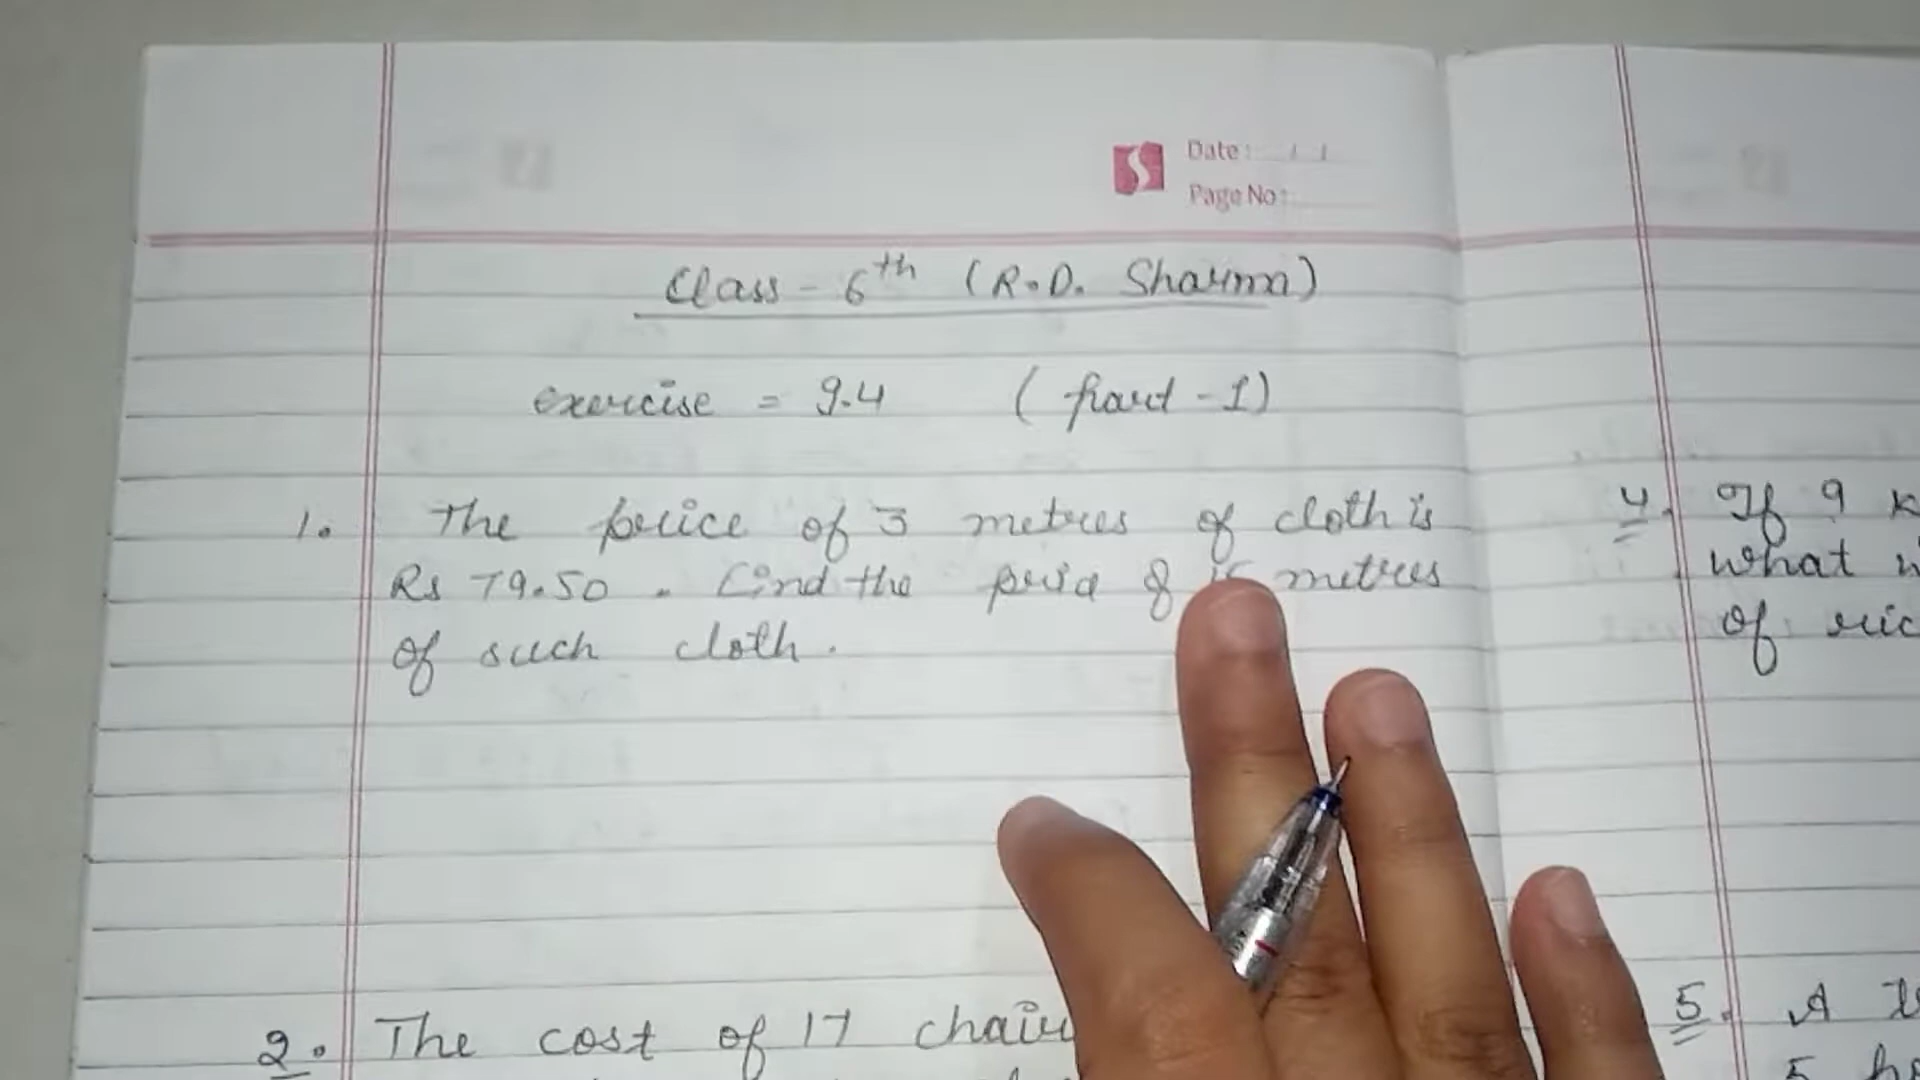 Date: / /
Page No:
Class - 6th (R.D. Sharma)
exercise = 9.4 (part - 1)
1. The price of 3 metres of cloth is
Rs 79.50 . Find the price of metres
of such cloth.
2. The cost of 17
4. If 9
what
of
5. A
5